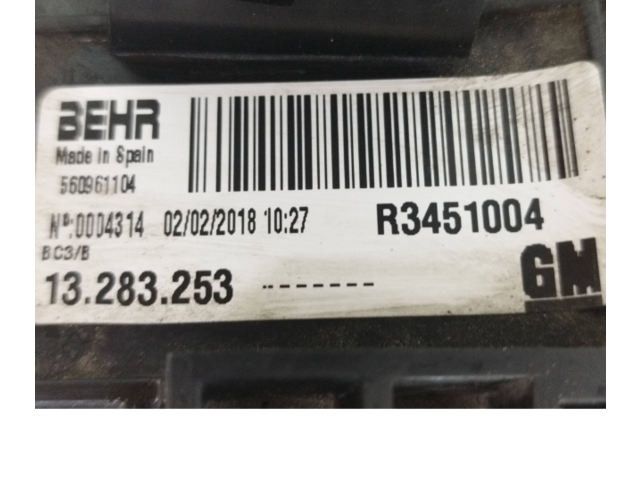 BEHR
Made in Spain
560961104
Nº:0004314 02/02/2018 10:27 R3451004
BC3/B
13.283.253 -------
GM